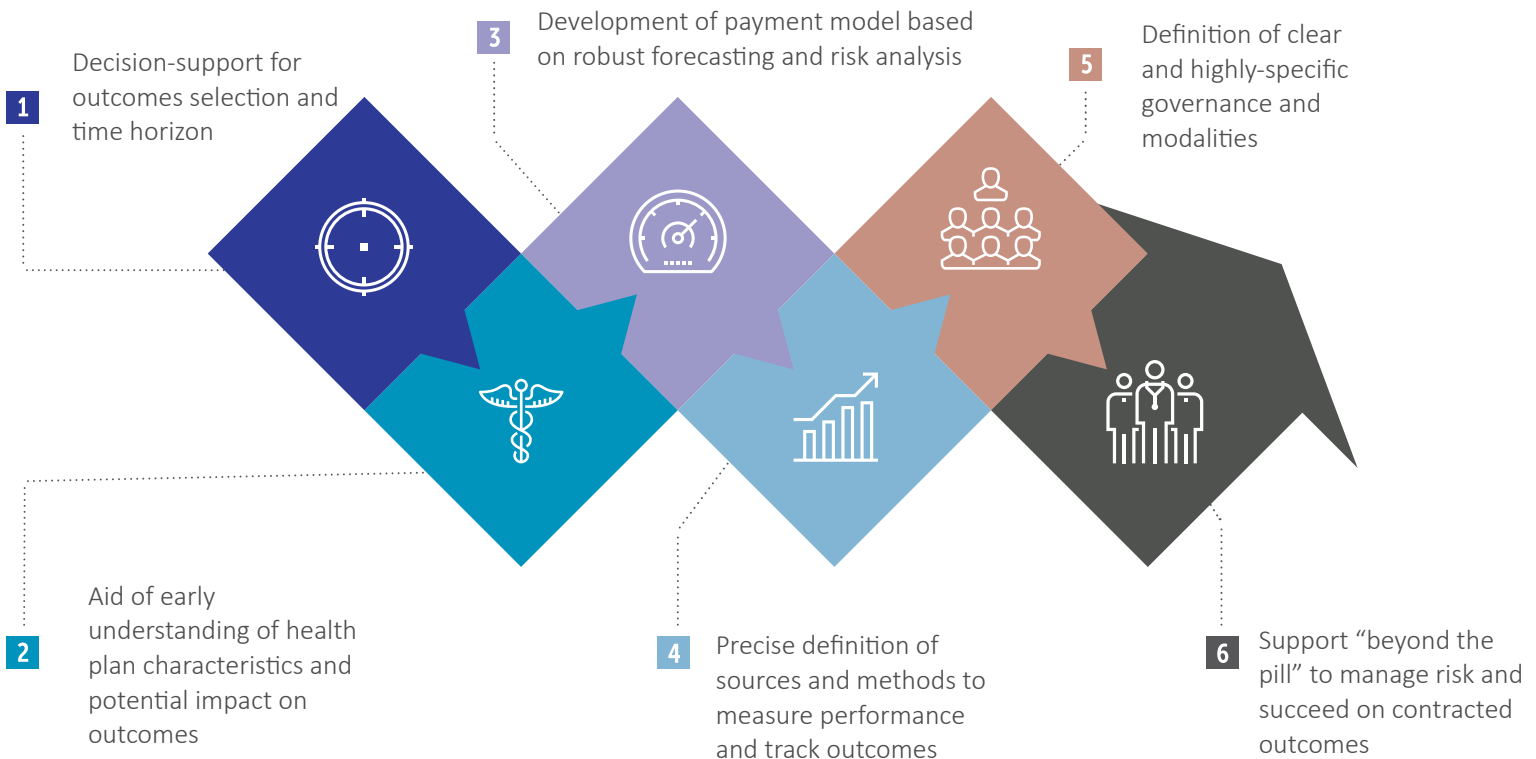 1
Decision-support for
outcomes selection and
time horizon
2
Aid of early
understanding of health
plan characteristics and
potential impact on
outcomes
3
Development of payment model based
on robust forecasting and risk analysis
4
Precise definition of
sources and methods to
measure performance
and track outcomes
5
Definition of clear
and highly-specific
governance and
modalities
6
Support “beyond the
pill” to manage risk and
succeed on contracted
outcomes